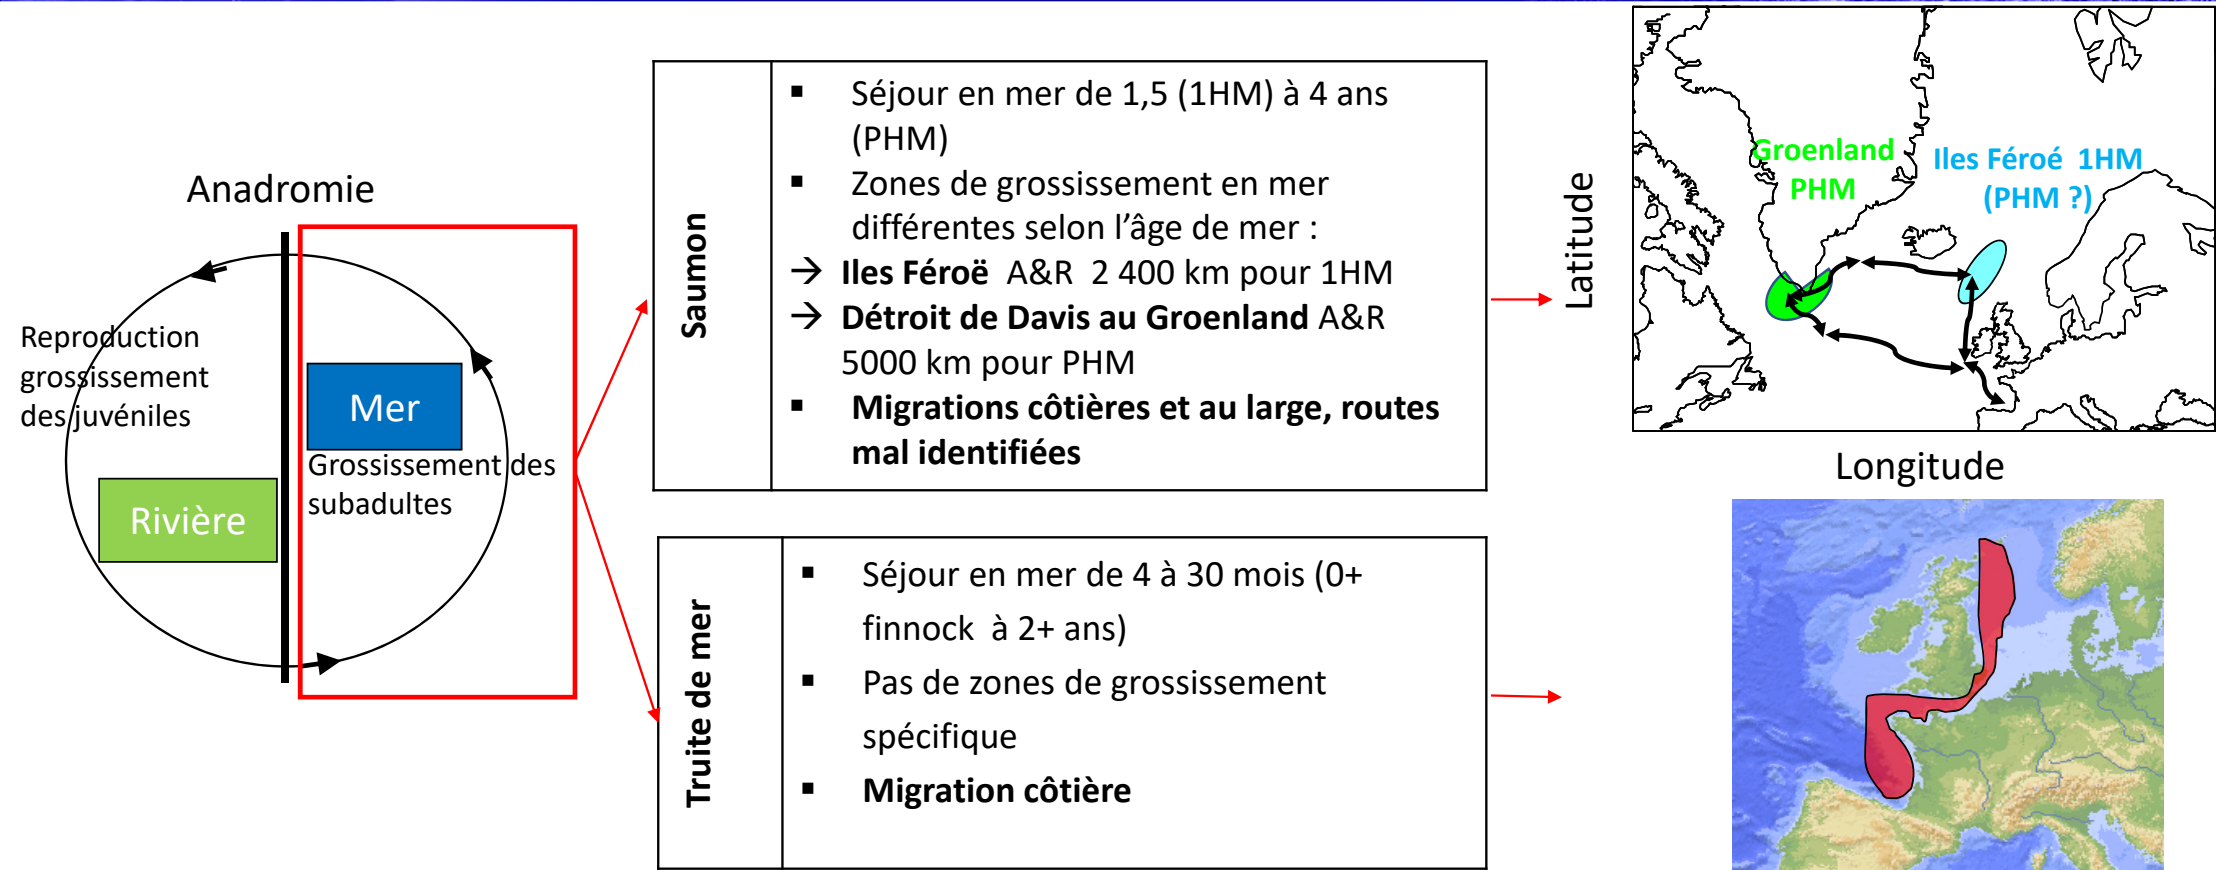 Anadromie
Reproduction
grossissement
des juvéniles
Rivière
Mer
Grossissement des
subadultes
Saumon
▪ Séjour en mer de 1,5 (1HM) à 4 ans
(PHM)
▪ Zones de grossissement en mer
différentes selon l’âge de mer :
→ Iles Féroë A&R 2 400 km pour 1HM
→ Détroit de Davis au Groenland A&R
5000 km pour PHM
▪ Migrations côtières et au large, routes
mal identifiées
Truite de mer
▪ Séjour en mer de 4 à 30 mois (0+
finnock à 2+ ans)
▪ Pas de zones de grossissement
spécifique
▪ Migration côtière
Latitude
Groenland
PHM
Iles Féroé 1HM
(PHM ?)
Longitude